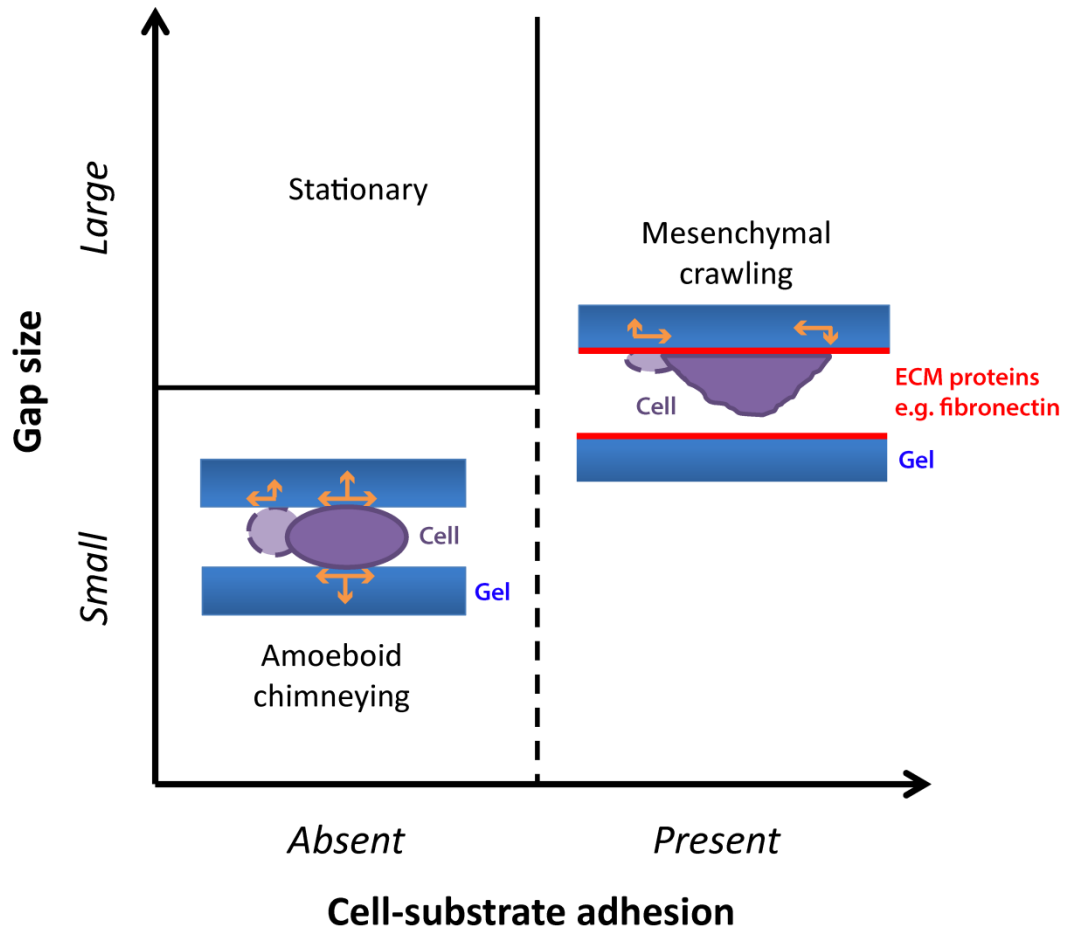 Gap size
Large
Small
Stationary
Mesenchymal
crawling
Cell
ECM proteins
e.g. fibronectin
Gel
Cell
Gel
Amoeboid
chimneying
Absent
Present
Cell-substrate adhesion